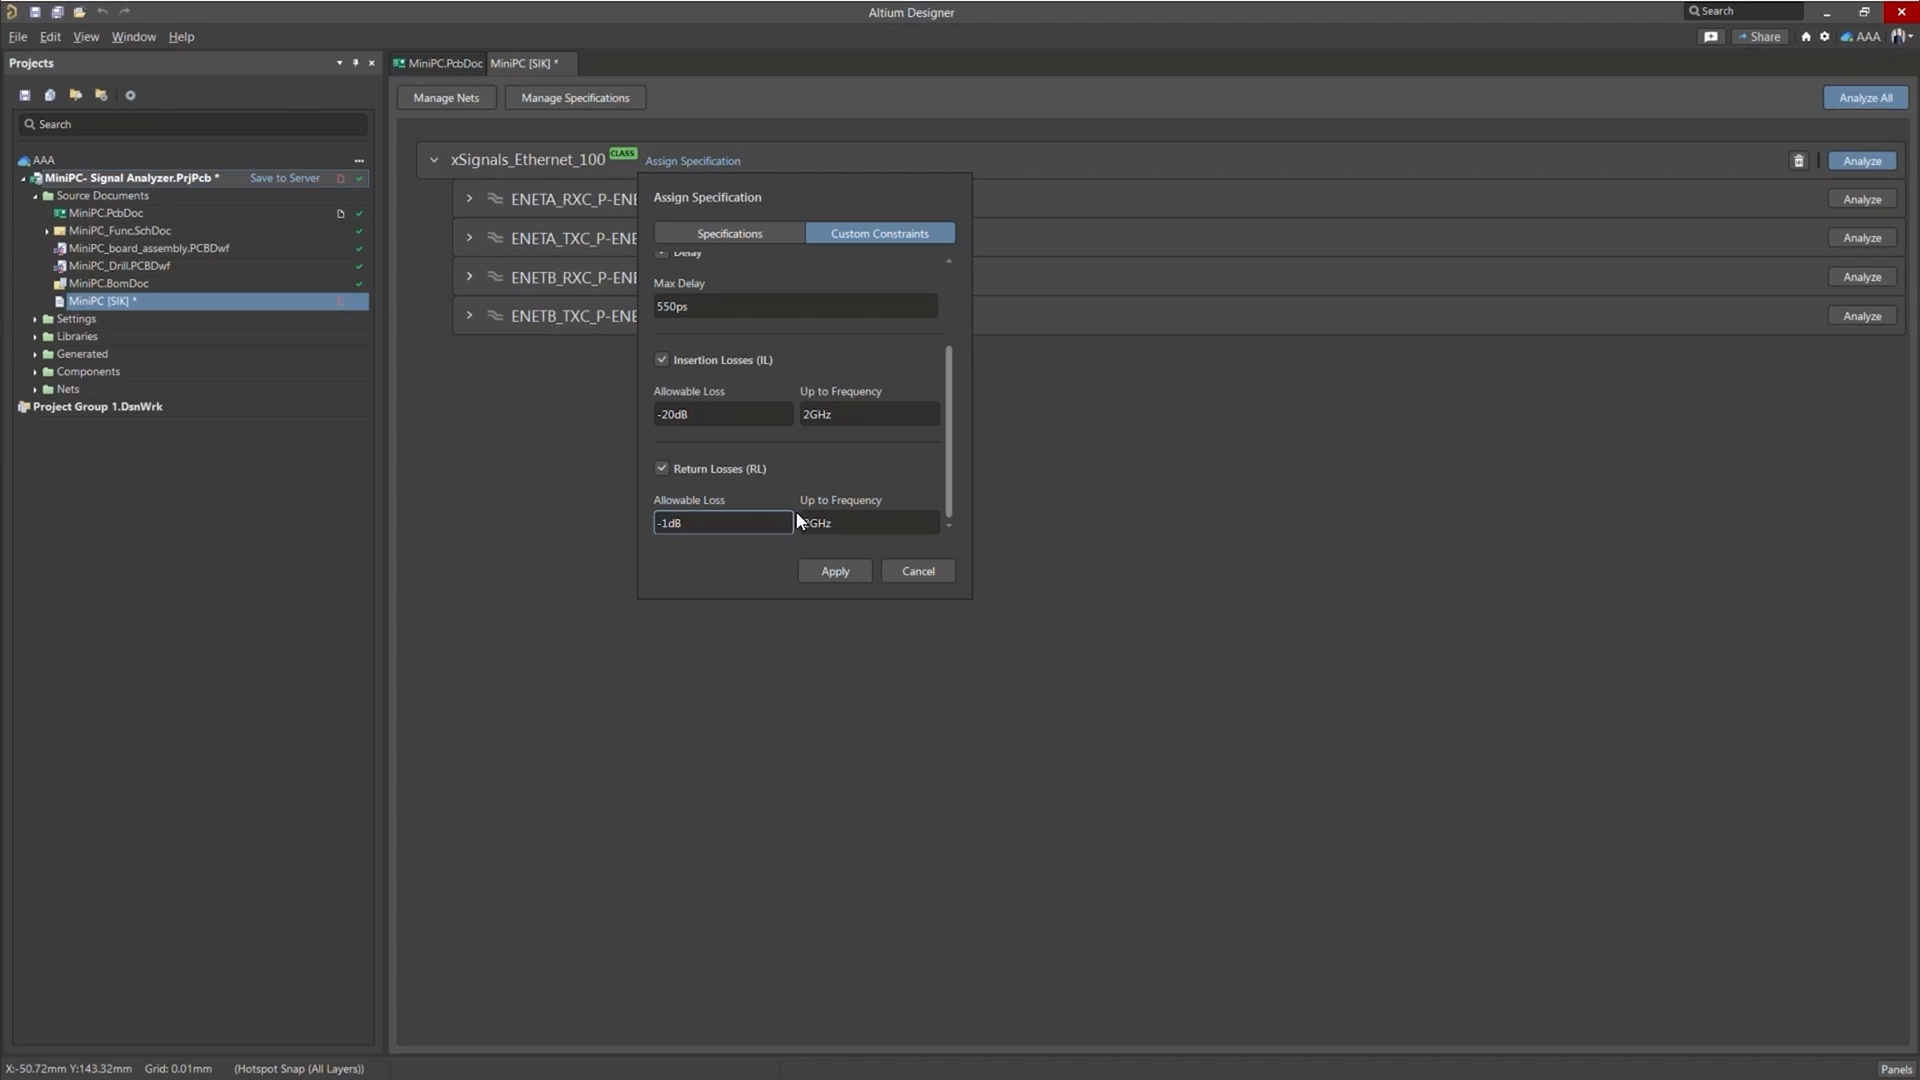 Altium Designer
Search
File Edit View Window Help
Share
AAA
Projects
MiniPC.PcbDoc
MiniPC [SIK] *
Manage Nets
Manage Specifications
Analyze All
Search
AAA
MiniPC- Signal Analyzer.PrjPcb *
Save to Server
Source Documents
MiniPC.PcbDoc
MiniPC_Func.SchDoc
MiniPC_board_assembly.PCBDwf
MiniPC_Drill.PCBDwf
MiniPC.BomDoc
MiniPC [SIK] *
Settings
Libraries
Generated
Components
Nets
Project Group 1.DsnWrk
xSignals_Ethernet_100
CLASS
Assign Specification
Analyze
ENETA_RXC_P-ENE
Analyze
ENETA_TXC_P-ENE
Analyze
ENETB_RXC_P-ENE
Analyze
ENETB_TXC_P-ENE
Analyze
Assign Specification
Specifications
Custom Constraints
Delay
Max Delay
550ps
Insertion Losses (IL)
Allowable Loss
Up to Frequency
-20dB
2GHz
Return Losses (RL)
Allowable Loss
Up to Frequency
-1dB
2GHz
Apply
Cancel
X:-50.72mm Y:143.32mm
Grid: 0.01mm
(Hotspot Snap (All Layers))
Panels